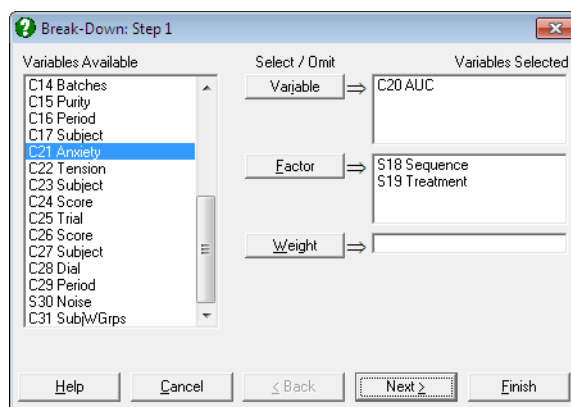 Break-Down: Step 1
Variables Available
Select / Omit
Variables Selected
C14 Batches
C15 Purity
C16 Period
C17 Subject
C21 Anxiety
C22 Tension
C23 Subject
C24 Score
C25 Trial
C26 Score
C27 Subject
C28 Dial
C29 Period
S30 Noise
C31 SubjWGrps
Variable
C20 AUC
Factor
S18 Sequence
S19 Treatment
Weight
Help
Cancel
< Back
Next >
Finish